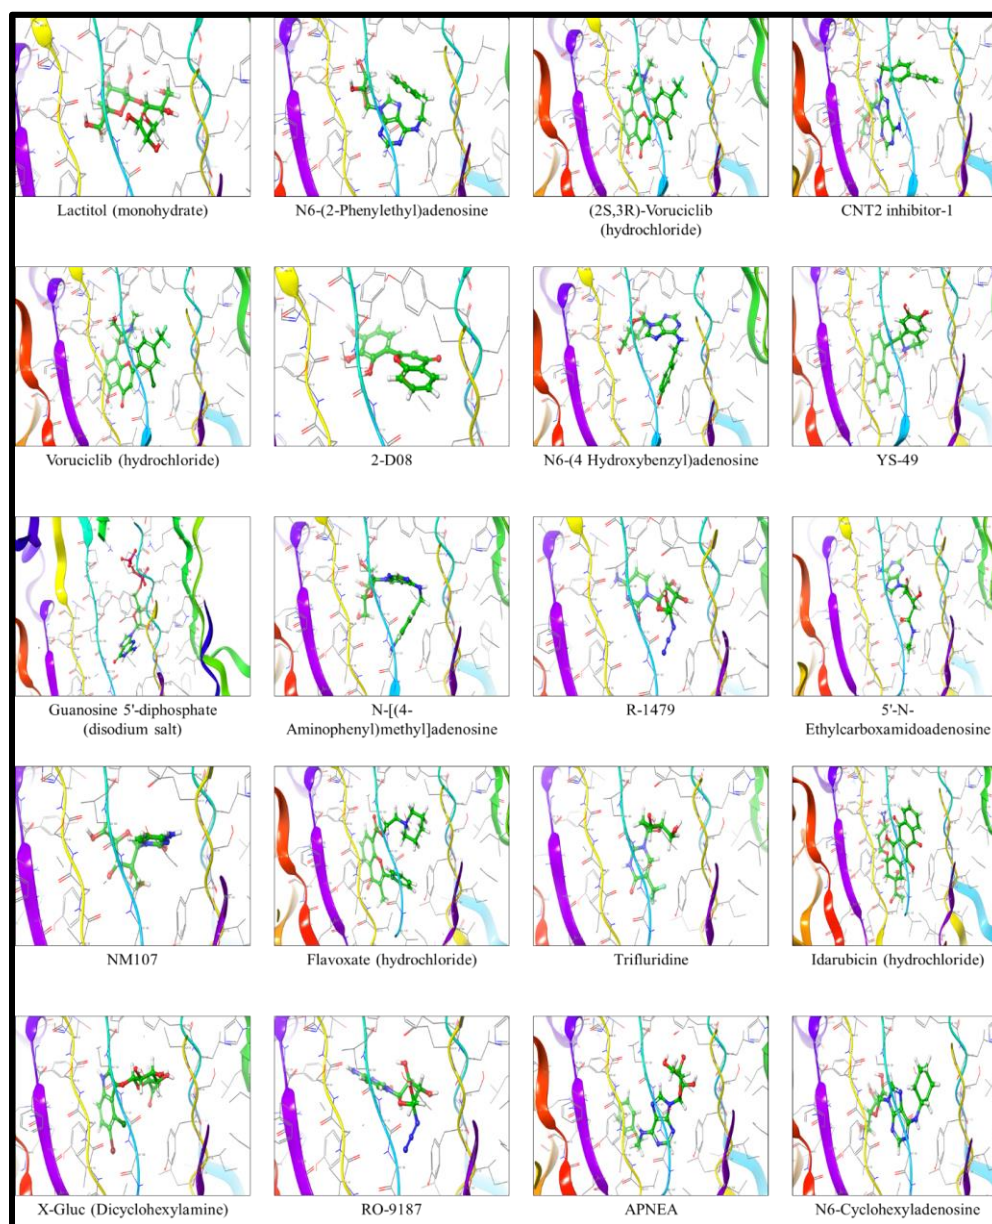 Lactitol (monohydrate)
N6-(2-Phenylethyl)adenosine
(2S,3R)-Voruciclib
(hydrochloride)
CNT2 inhibitor-1
Voruciclib (hydrochloride)
2-D08
N6-(4 Hydroxybenzyl)adenosine
YS-49
Guanosine 5'-diphosphate
(disodium salt)
N-[(4-
Aminophenyl)methyl]adenosine
R-1479
5'-N-
Ethylcarboxamidoadenosine
NM107
Flavoxate (hydrochloride)
Trifluridine
Idarubicin (hydrochloride)
X-Gluc (Dicyclohexylamine)
RO-9187
APNEA
N6-Cyclohexyladenosine